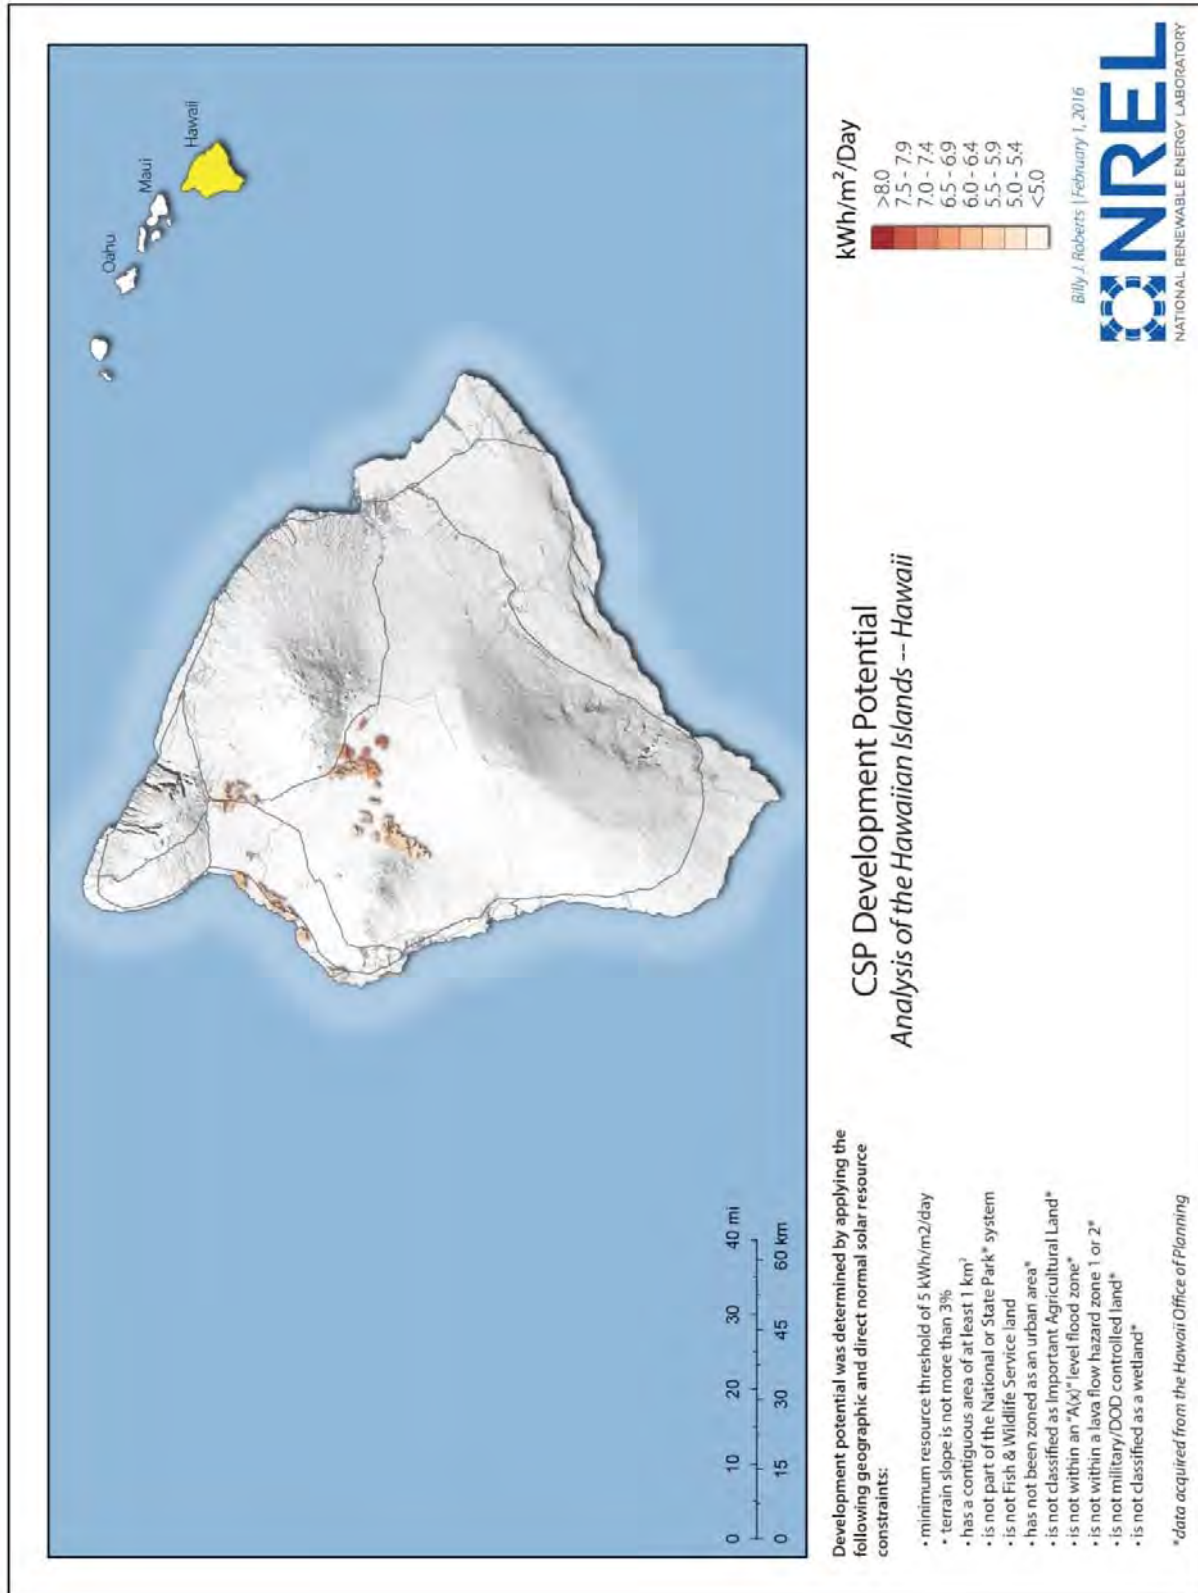 Oahu
Maui
Hawaii
0 10 20 30 40 mi
0 15 30 45 60 km
Development potential was determined by applying the
following geographic and direct normal solar resource
constraints:
• minimum resource threshold of 5 kWh/m2/day
• terrain slope is not more than 3%
• has a contiguous area of at least 1 km²
• is not part of the National or State Park* system
• is not Fish & Wildlife Service land
• has not been zoned as an urban area*
• is not classified as Important Agricultural Land*
• is not within an "A(x)" level flood zone*
• is not within a lava flow hazard zone 1 or 2*
• is not military/DOD controlled land*
• is not classified as a wetland*
*data acquired from the Hawaii Office of Planning
CSP Development Potential
Analysis of the Hawaiian Islands -- Hawaii
kWh/m²/Day
>8.0
7.5 - 7.9
7.0 - 7.4
6.5 - 6.9
6.0 - 6.4
5.5 - 5.9
5.0 - 5.4
<5.0
Billy J. Roberts | February 1, 2016
NREL
NATIONAL RENEWABLE ENERGY LABORATORY